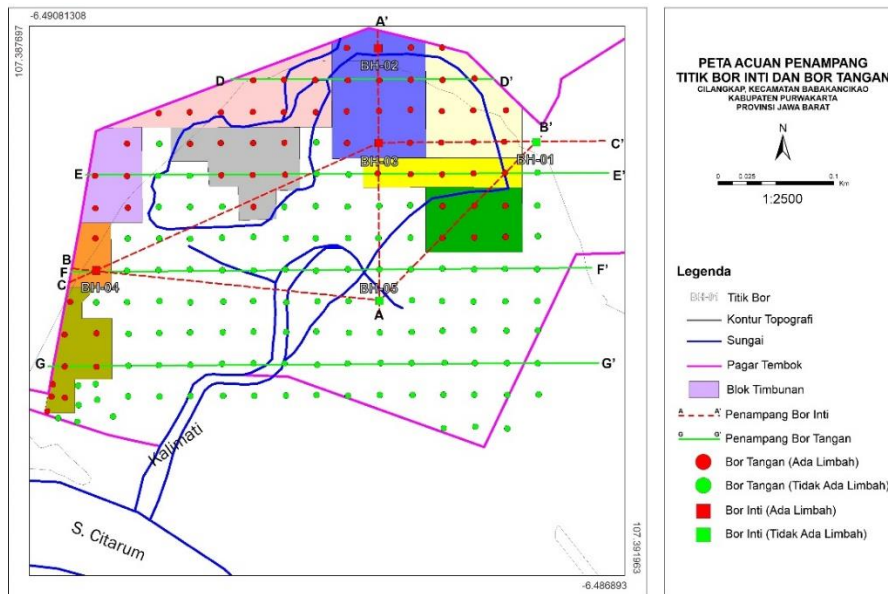 -6.49081308
107.387697
A'
BH-02
D
D'
B'
C'
BH-03
BH-01
E
E'
B
F
C
BH-04
F'
BH-05
A
G
G'
Kalimati
S. Citarum
107.391963
-6.486893
PETA ACUAN PENAMPANG
TITIK BOR INTI DAN BOR TANGAN
CILANGKAP, KECAMATAN BABAKANCIKAO
KABUPATEN PURWAKARTA
PROVINSI JAWA BARAT
N
0 0.025 0.1
Km
1:2500
Legenda
BH-01 Titik Bor
Kontur Topografi
Sungai
Pagar Tembok
Blok Timbunan
A A' Penampang Bor Inti
G G' Penampang Bor Tangan
Bor Tangan (Ada Limbah)
Bor Tangan (Tidak Ada Limbah)
Bor Inti (Ada Limbah)
Bor Inti (Tidak Ada Limbah)